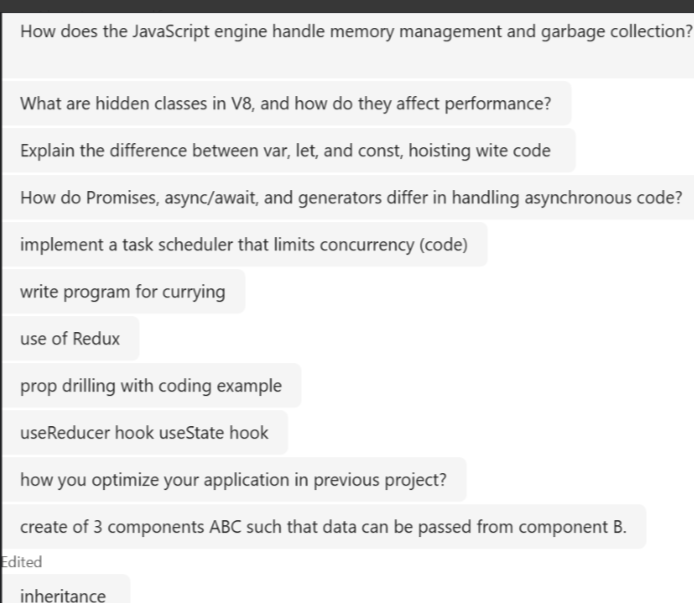 How does the JavaScript engine handle memory management and garbage collection?
What are hidden classes in V8, and how do they affect performance?
Explain the difference between var, let, and const, hoisting wite code
How do Promises, async/await, and generators differ in handling asynchronous code?
implement a task scheduler that limits concurrency (code)
write program for currying
use of Redux
prop drilling with coding example
useReducer hook useState hook
how you optimize your application in previous project?
create of 3 components ABC such that data can be passed from component B.
Edited
inheritance